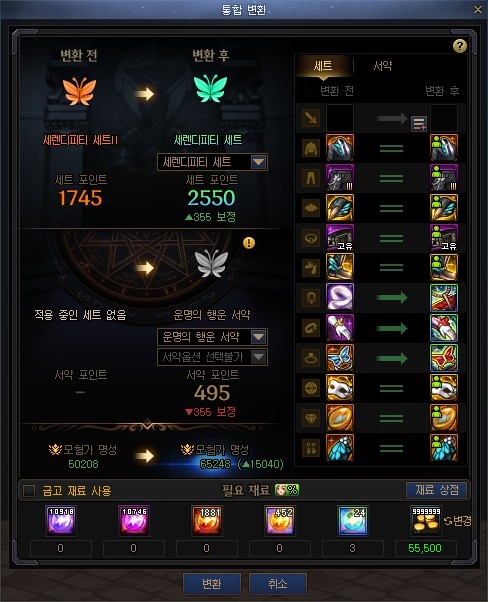 통합 변환
변환 전
변환 후
세렌디피티 세트II
세렌디피티 세트
세렌디피티 세트
세트 포인트
세트 포인트
1745
2550
▲355 보정
적용 중인 세트 없음
운명의 행운 서약
운명의 행운 서약
서약옵션 선택불가
서약 포인트
서약 포인트
-
495
▼355 보정
모험가 명성
모험가 명성
50208
65248 (▲15040)
?
세트
서약
변환 전
변환 후
III
III
고유
고유
금고 재료 사용
필요 재료
%
재료 상점
10918
10746
1881
452
24
9999999
변경
0
0
0
0
3
55,500
변환
취소